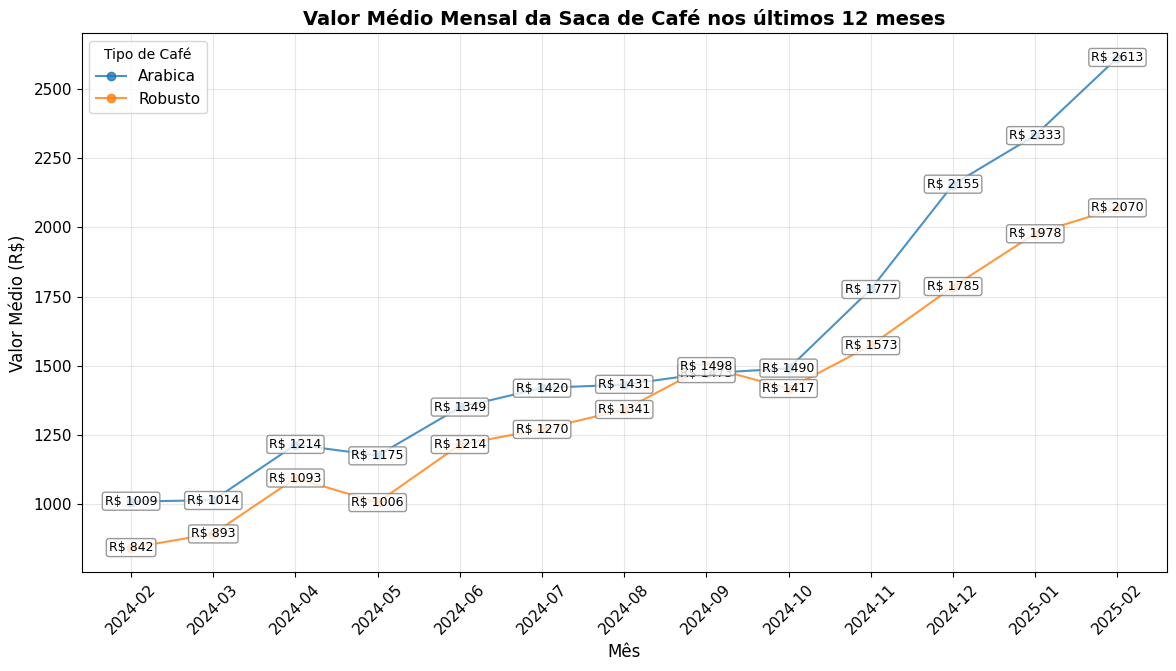 Valor Médio Mensal da Saca de Café nos últimos 12 meses
Valor Médio (R$)
2500
2250
2000
1750
1500
1250
1000
Tipo de Café
Arabica
Robusto
R$ 1009
R$ 1014
R$ 1214
R$ 1175
R$ 1349
R$ 1420
R$ 1431
R$ 1490
R$ 1777
R$ 2155
R$ 2333
R$ 2613
R$ 842
R$ 893
R$ 1093
R$ 1006
R$ 1214
R$ 1270
R$ 1341
R$ 1498
R$ 1417
R$ 1573
R$ 1785
R$ 1978
R$ 2070
2024-02
2024-03
2024-04
2024-05
2024-06
2024-07
2024-08
2024-09
2024-10
2024-11
2024-12
2025-01
2025-02
Mês